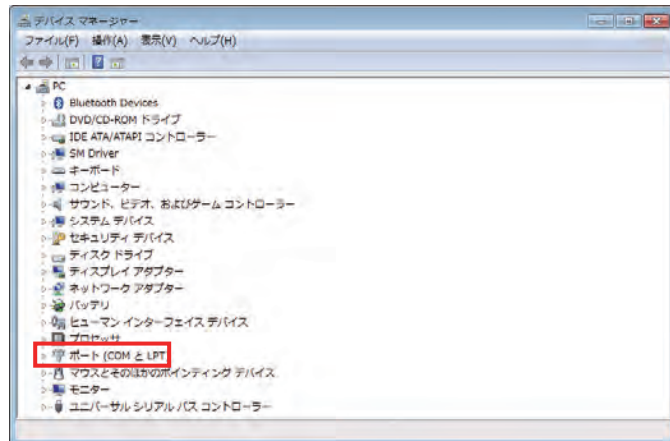 デバイス マネージャー
ファイル(F) 操作(A) 表示(V) ヘルプ(H)
PC
Bluetooth Devices
DVD/CD-ROM ドライブ
IDE ATA/ATAPI コントローラー
SM Driver
キーボード
コンピューター
サウンド、ビデオ、およびゲーム コントローラー
システム デバイス
セキュリティ デバイス
ディスク ドライブ
ディスプレイ アダプター
ネットワーク アダプター
バッテリ
ヒューマン インターフェイス デバイス
プロセッサ
ポート (COM と LPT
マウスとそのほかのポインティング デバイス
モニター
ユニバーサル シリアル バス コントローラー